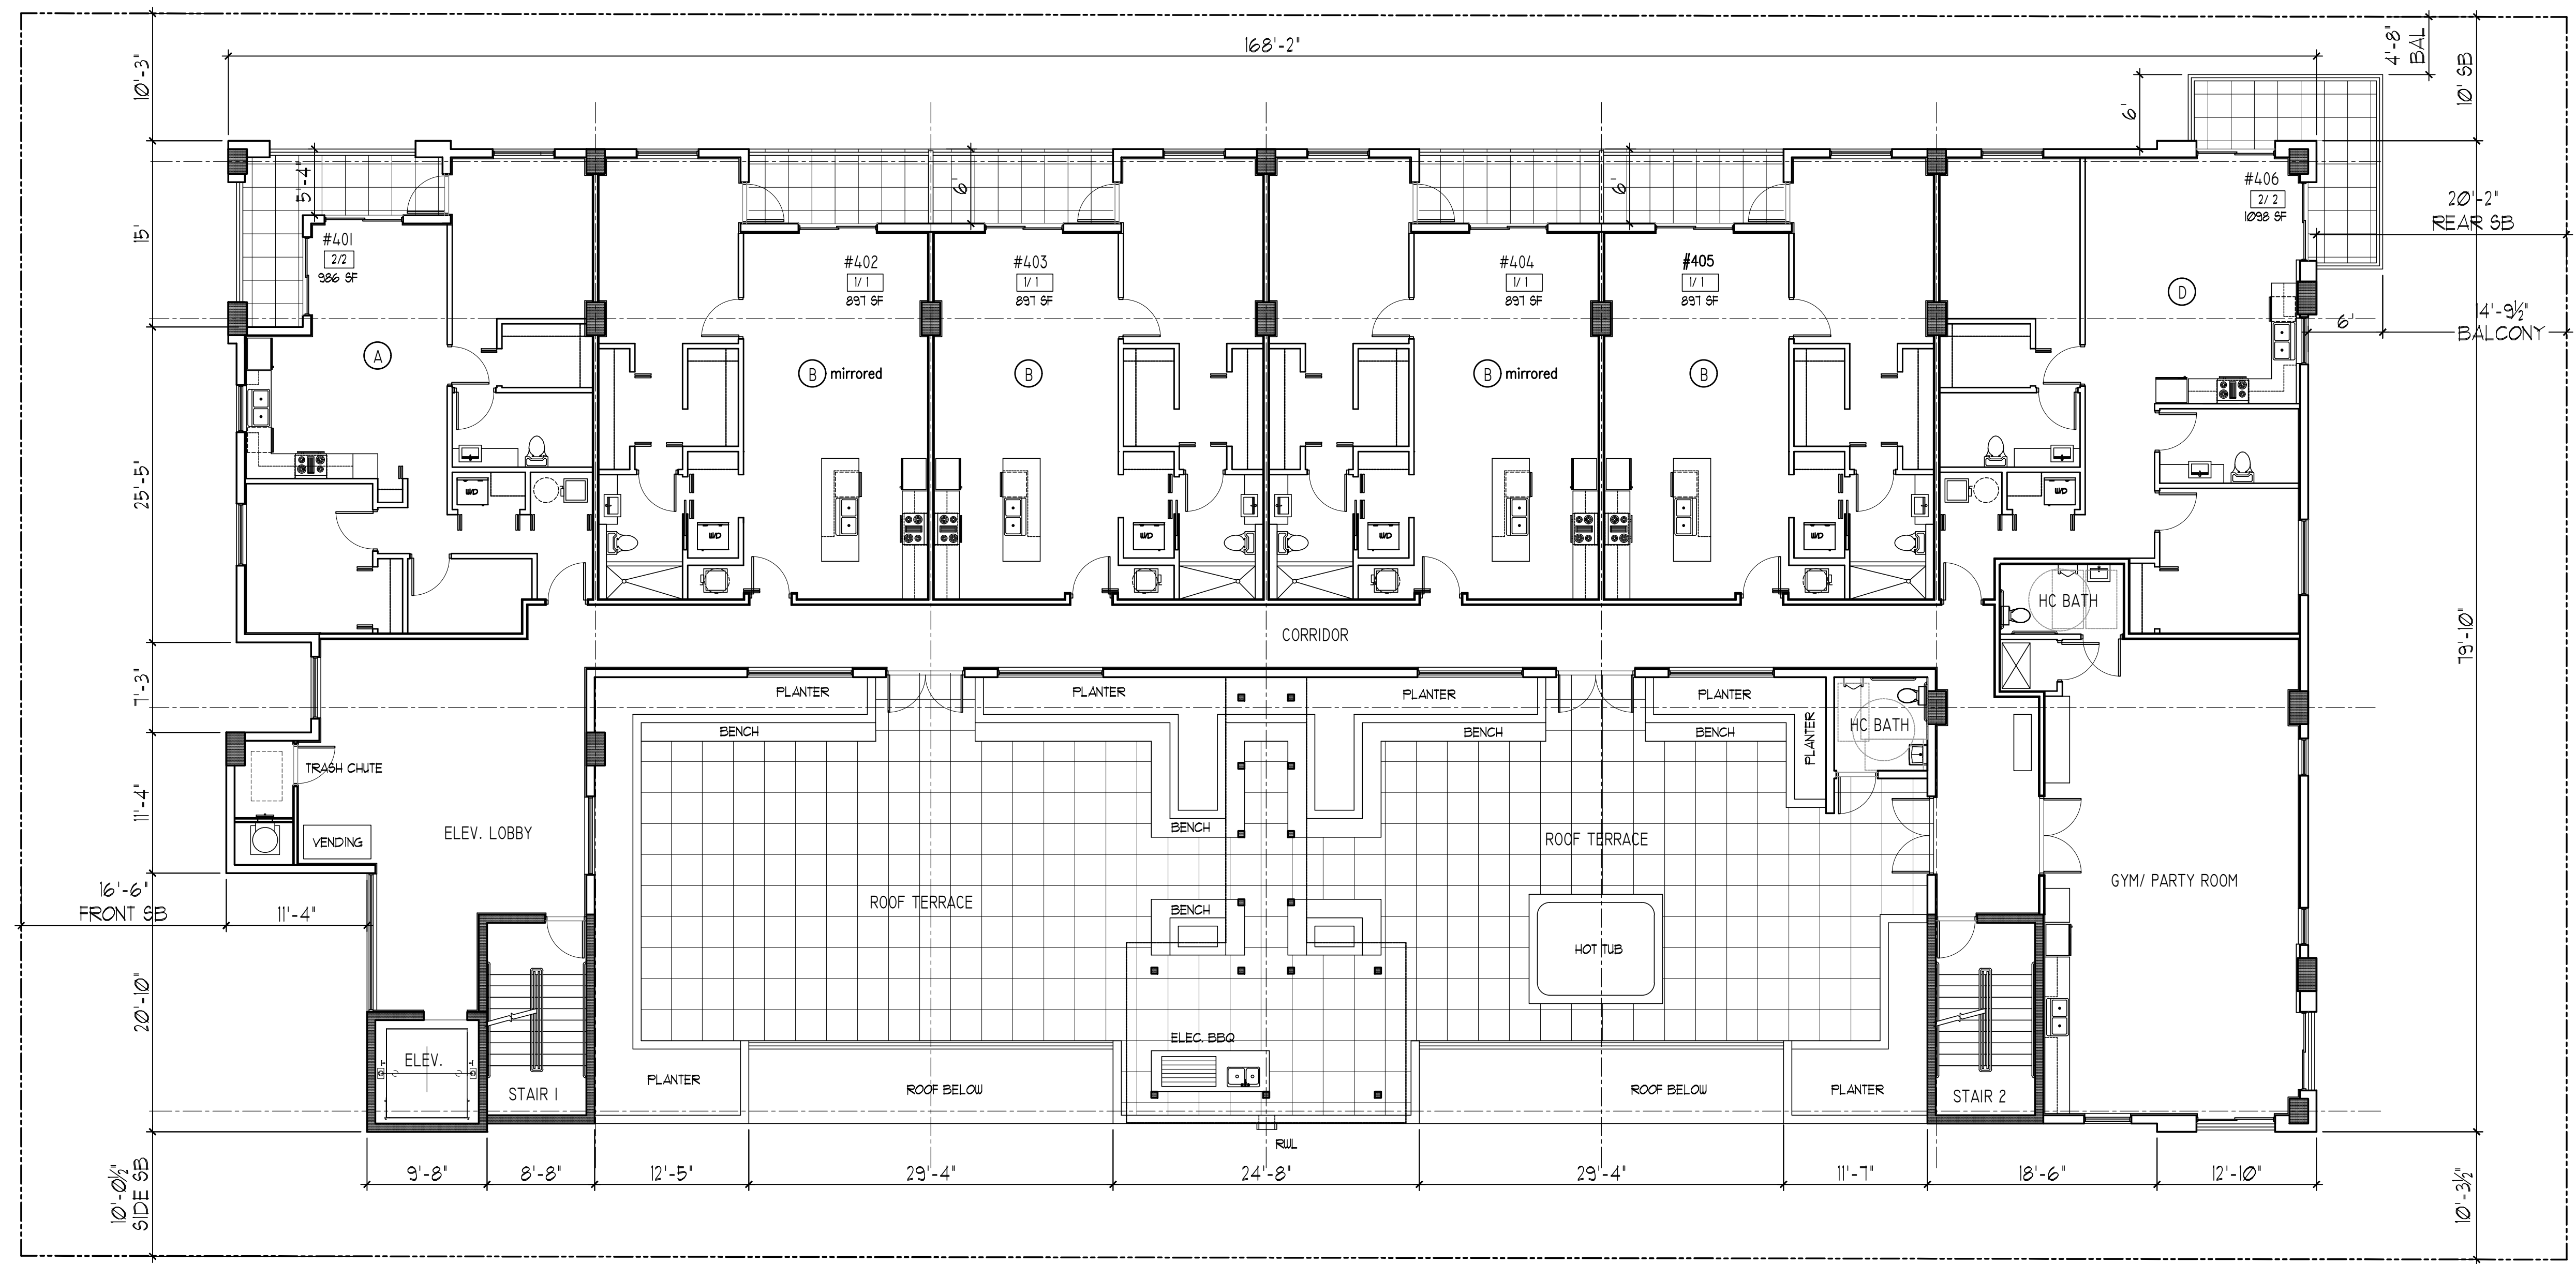 168'-2"
4'-8"
BAL
10'-3"
10' SB
6'
5'-4"
6'
6'
15'
#401
2/2
986 SF
#402
1/1
897 SF
#403
1/1
897 SF
#404
1/1
897 SF
#405
1/1
897 SF
#406
2/2
1098 SF
20'-2"
REAR SB
14'-9½"
BALCONY
6'
A
B mirrored
B
B mirrored
B
D
25'-5"
W/D
W/D
W/D
W/D
W/D
W/D
HC BATH
CORRIDOR
79'-10"
7'-3"
PLANTER
PLANTER
PLANTER
PLANTER
BENCH
BENCH
BENCH
PLANTER
HC BATH
TRASH CHUTE
11'-4"
VENDING
ELEV. LOBBY
BENCH
ROOF TERRACE
16'-6"
FRONT SB
11'-4"
ROOF TERRACE
BENCH
GYM/ PARTY ROOM
HOT TUB
20'-10"
ELEC. BBQ
ELEV.
STAIR 1
PLANTER
ROOF BELOW
ROOF BELOW
PLANTER
STAIR 2
RWL
10'-0½"
SIDE SB
9'-8"
8'-8"
12'-5"
29'-4"
24'-8"
29'-4"
11'-7"
18'-6"
12'-10"
10'-3½"